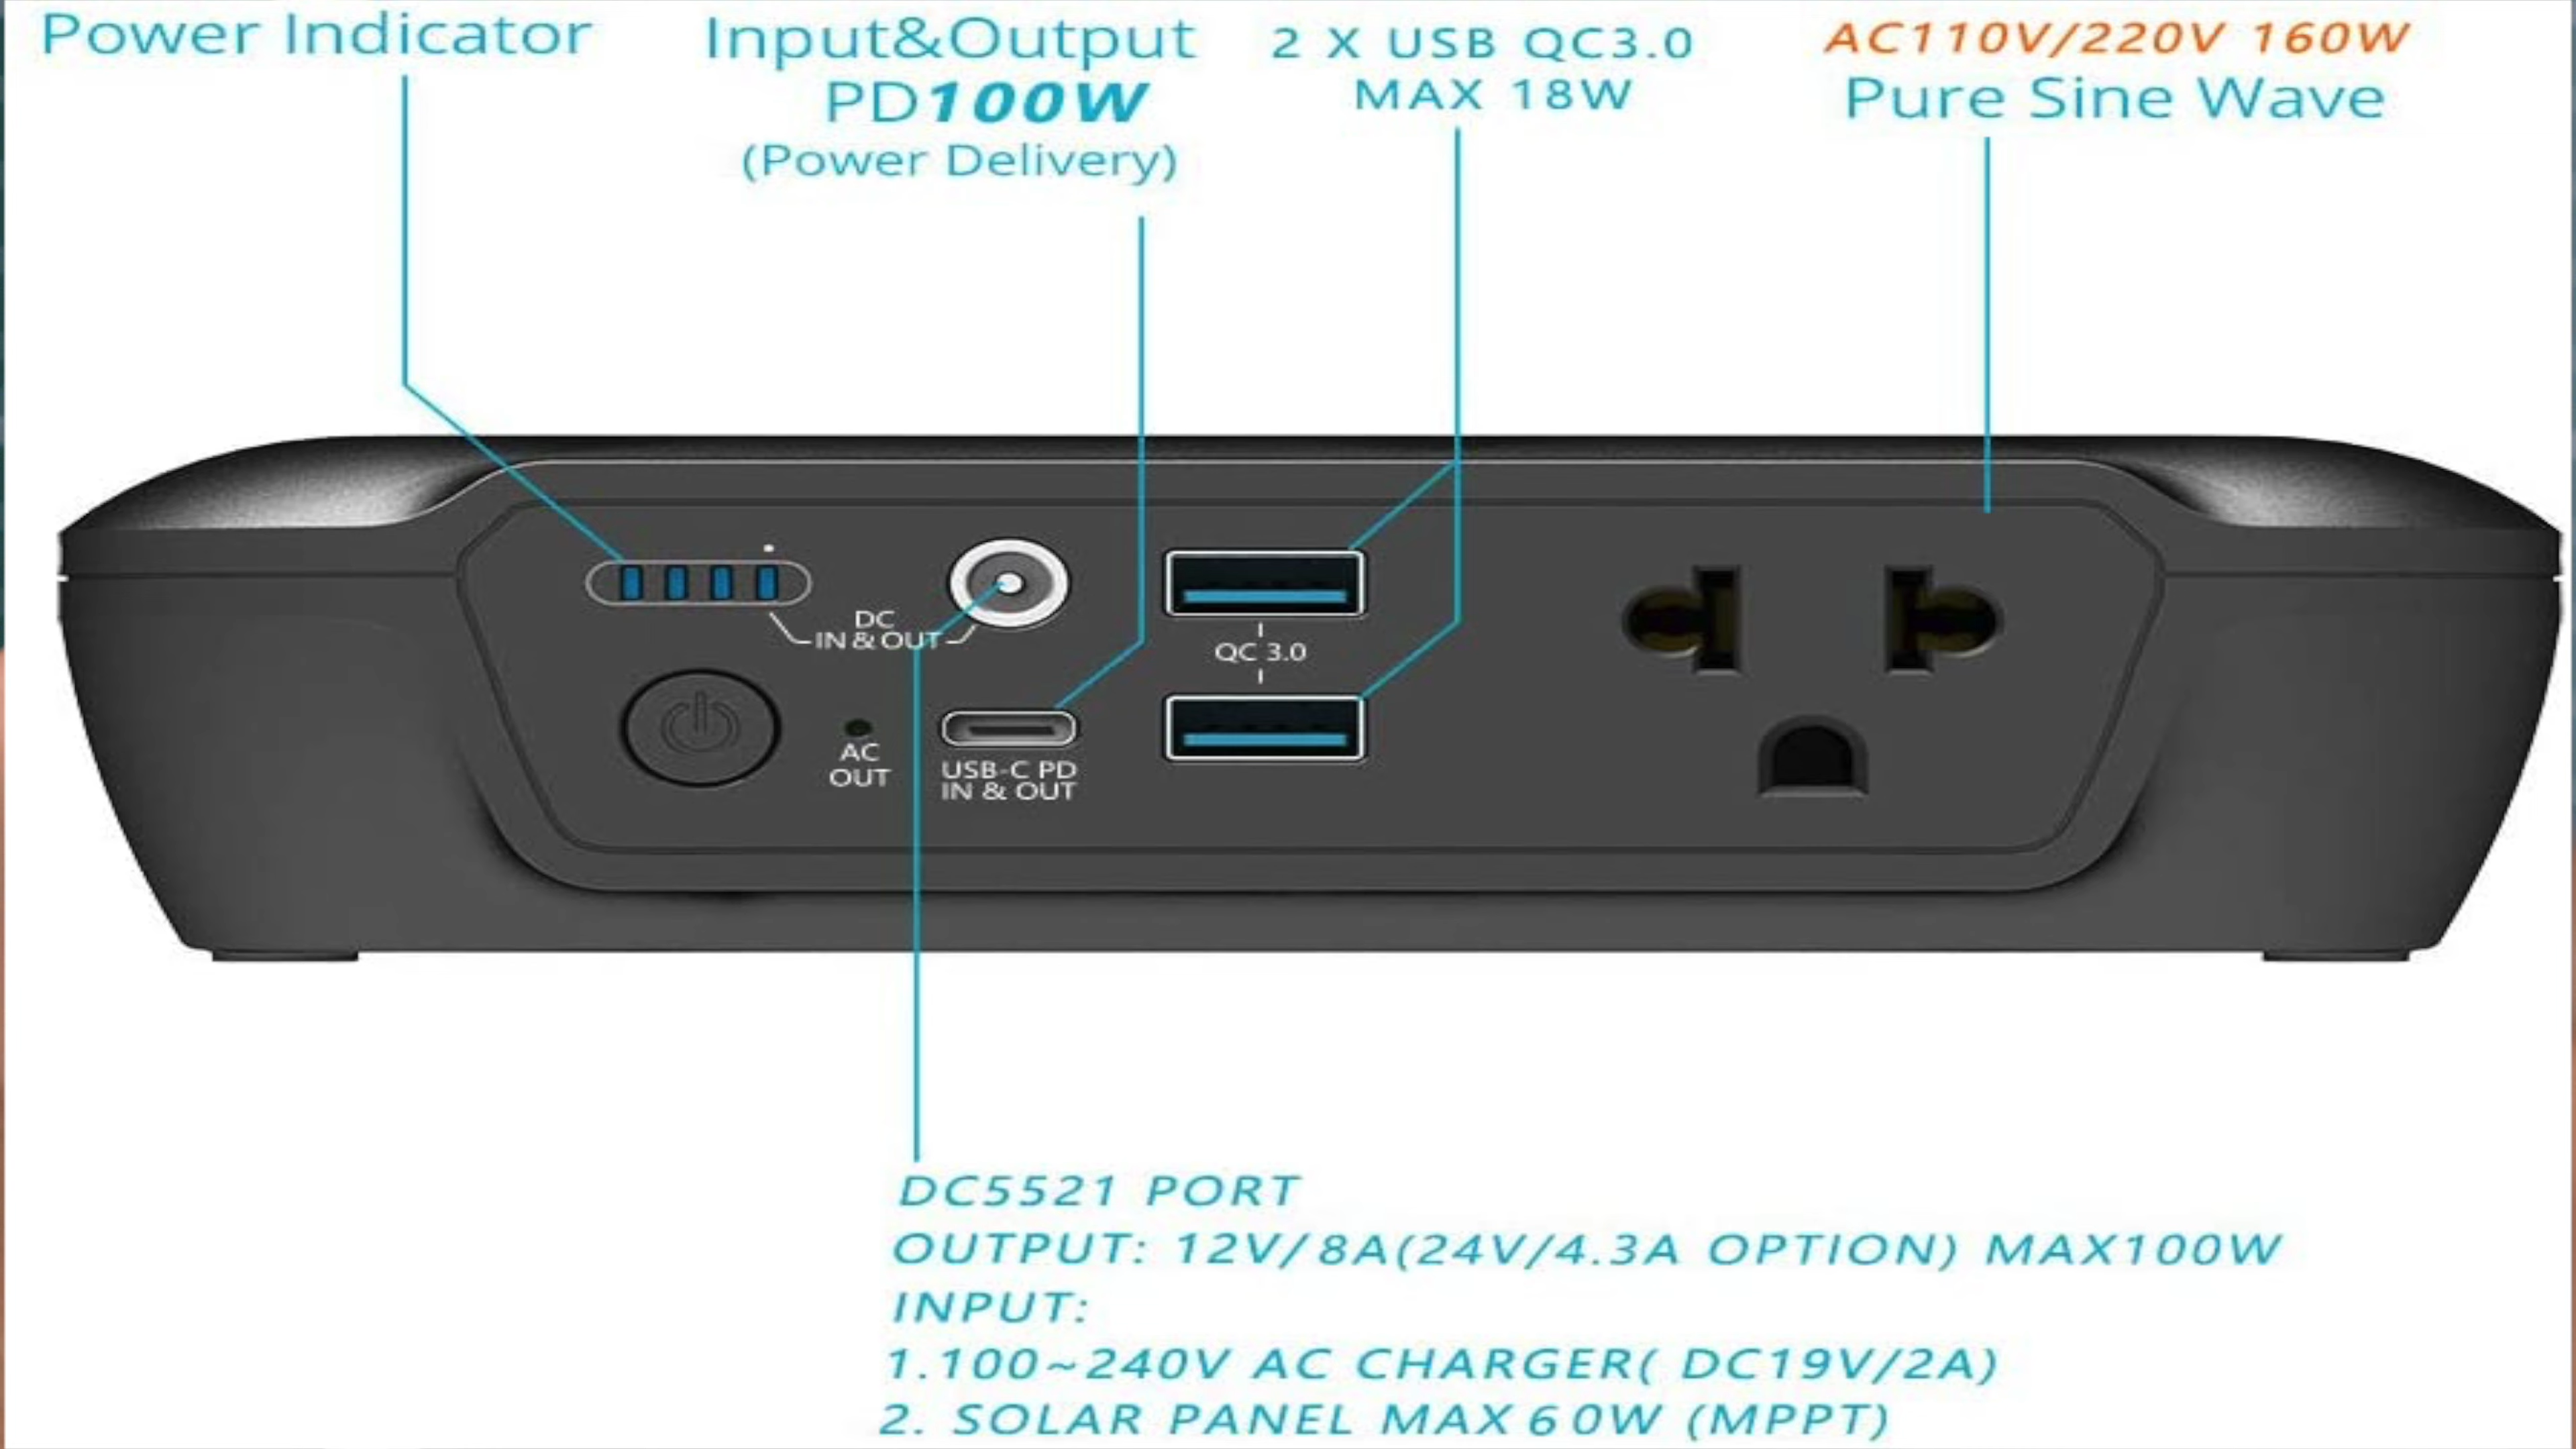 Power Indicator
Input&Output
PD100W
(Power Delivery)
2 X USB QC3.0
MAX 18W
AC110V/220V 160W
Pure Sine Wave
DC
IN & OUT
QC 3.0
AC
OUT
USB-C PD
IN & OUT
DC5521 PORT
OUTPUT: 12V/8A(24V/4.3A OPTION) MAX100W
INPUT:
1.100~240V AC CHARGER( DC19V/2A)
2. SOLAR PANEL MAX 60W (MPPT)